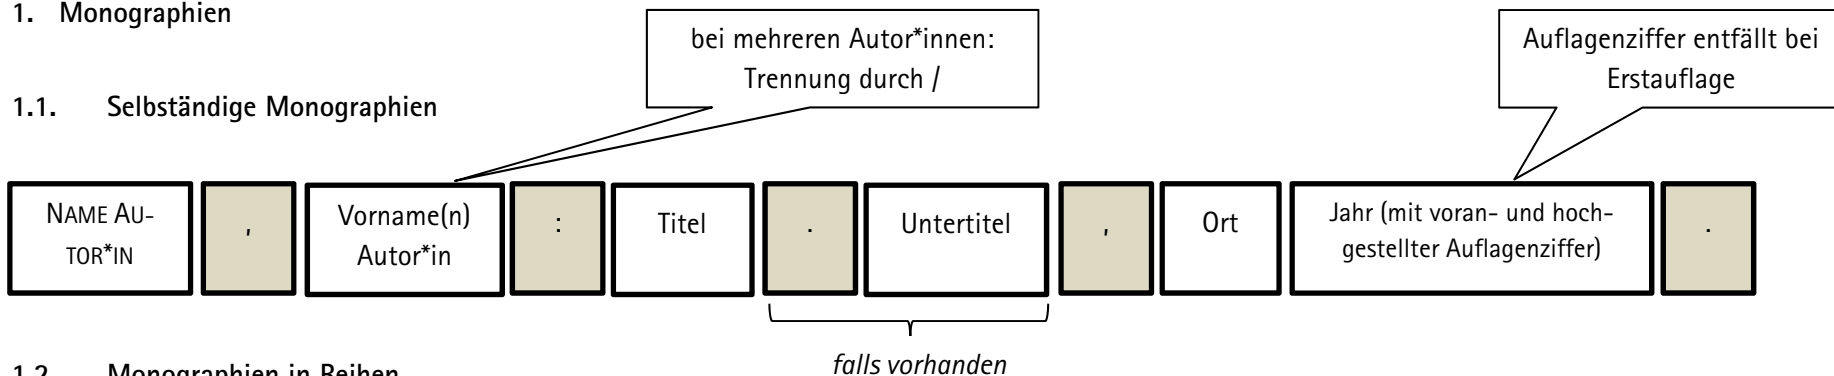 1. Monographien
bei mehreren Autor*innen:
Trennung durch /
Auflagenziffer entfällt bei
Erstauflage
1.1. Selbständige Monographien
NAME AU-
TOR*IN
,
Vorname(n)
Autor*in
:
Titel
.
Untertitel
,
Ort
Jahr (mit voran- und hoch-
gestellter Auflagenziffer)
.
falls vorhanden
1.2. Monographien in Reihen